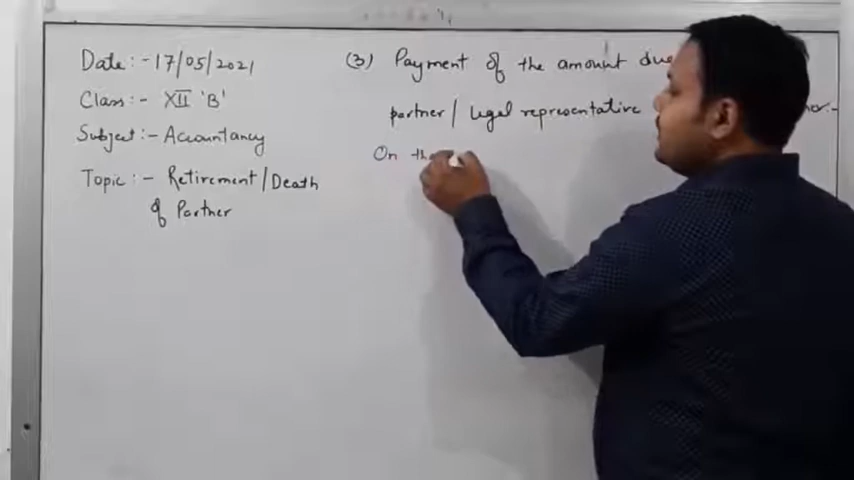 Date:- 17/05/2021
Class:- XII 'B'
Subject:- Accountancy
Topic:- Retirement/Death
of Partner
(3) Payment of the amount due
partner / legal representative
On the